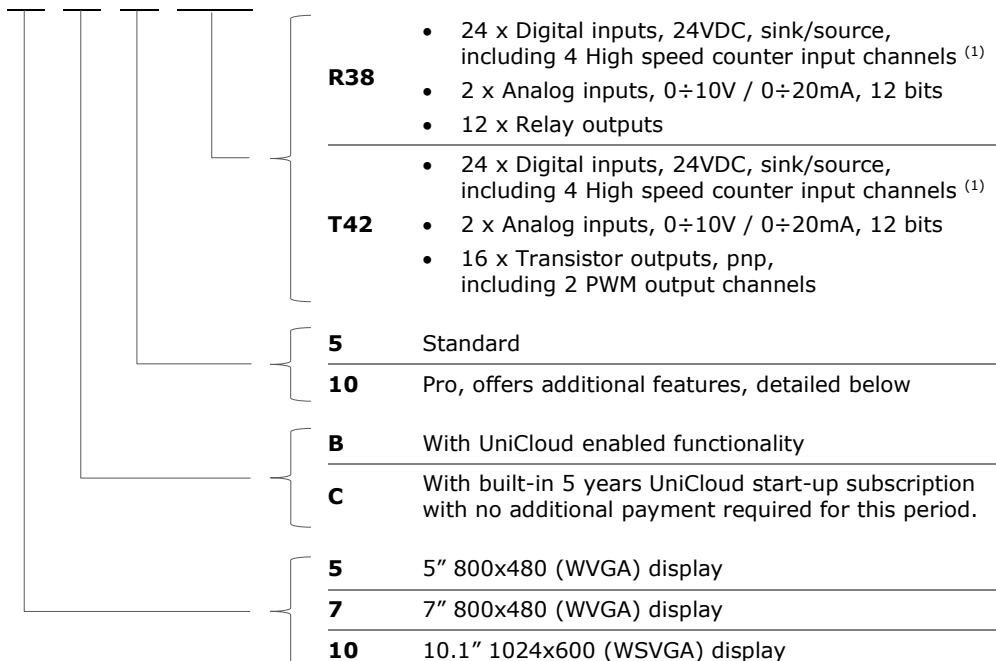 R38
• 24 x Digital inputs, 24VDC, sink/source,
including 4 High speed counter input channels (1)
• 2 x Analog inputs, 0÷10V / 0÷20mA, 12 bits
• 12 x Relay outputs
T42
• 24 x Digital inputs, 24VDC, sink/source,
including 4 High speed counter input channels (1)
• 2 x Analog inputs, 0÷10V / 0÷20mA, 12 bits
• 16 x Transistor outputs, pnp,
including 2 PWM output channels
5 Standard
10 Pro, offers additional features, detailed below
B With UniCloud enabled functionality
C With built-in 5 years UniCloud start-up subscription
with no additional payment required for this period.
5 5” 800x480 (WVGA) display
7 7” 800x480 (WVGA) display
10 10.1” 1024x600 (WSVGA) display